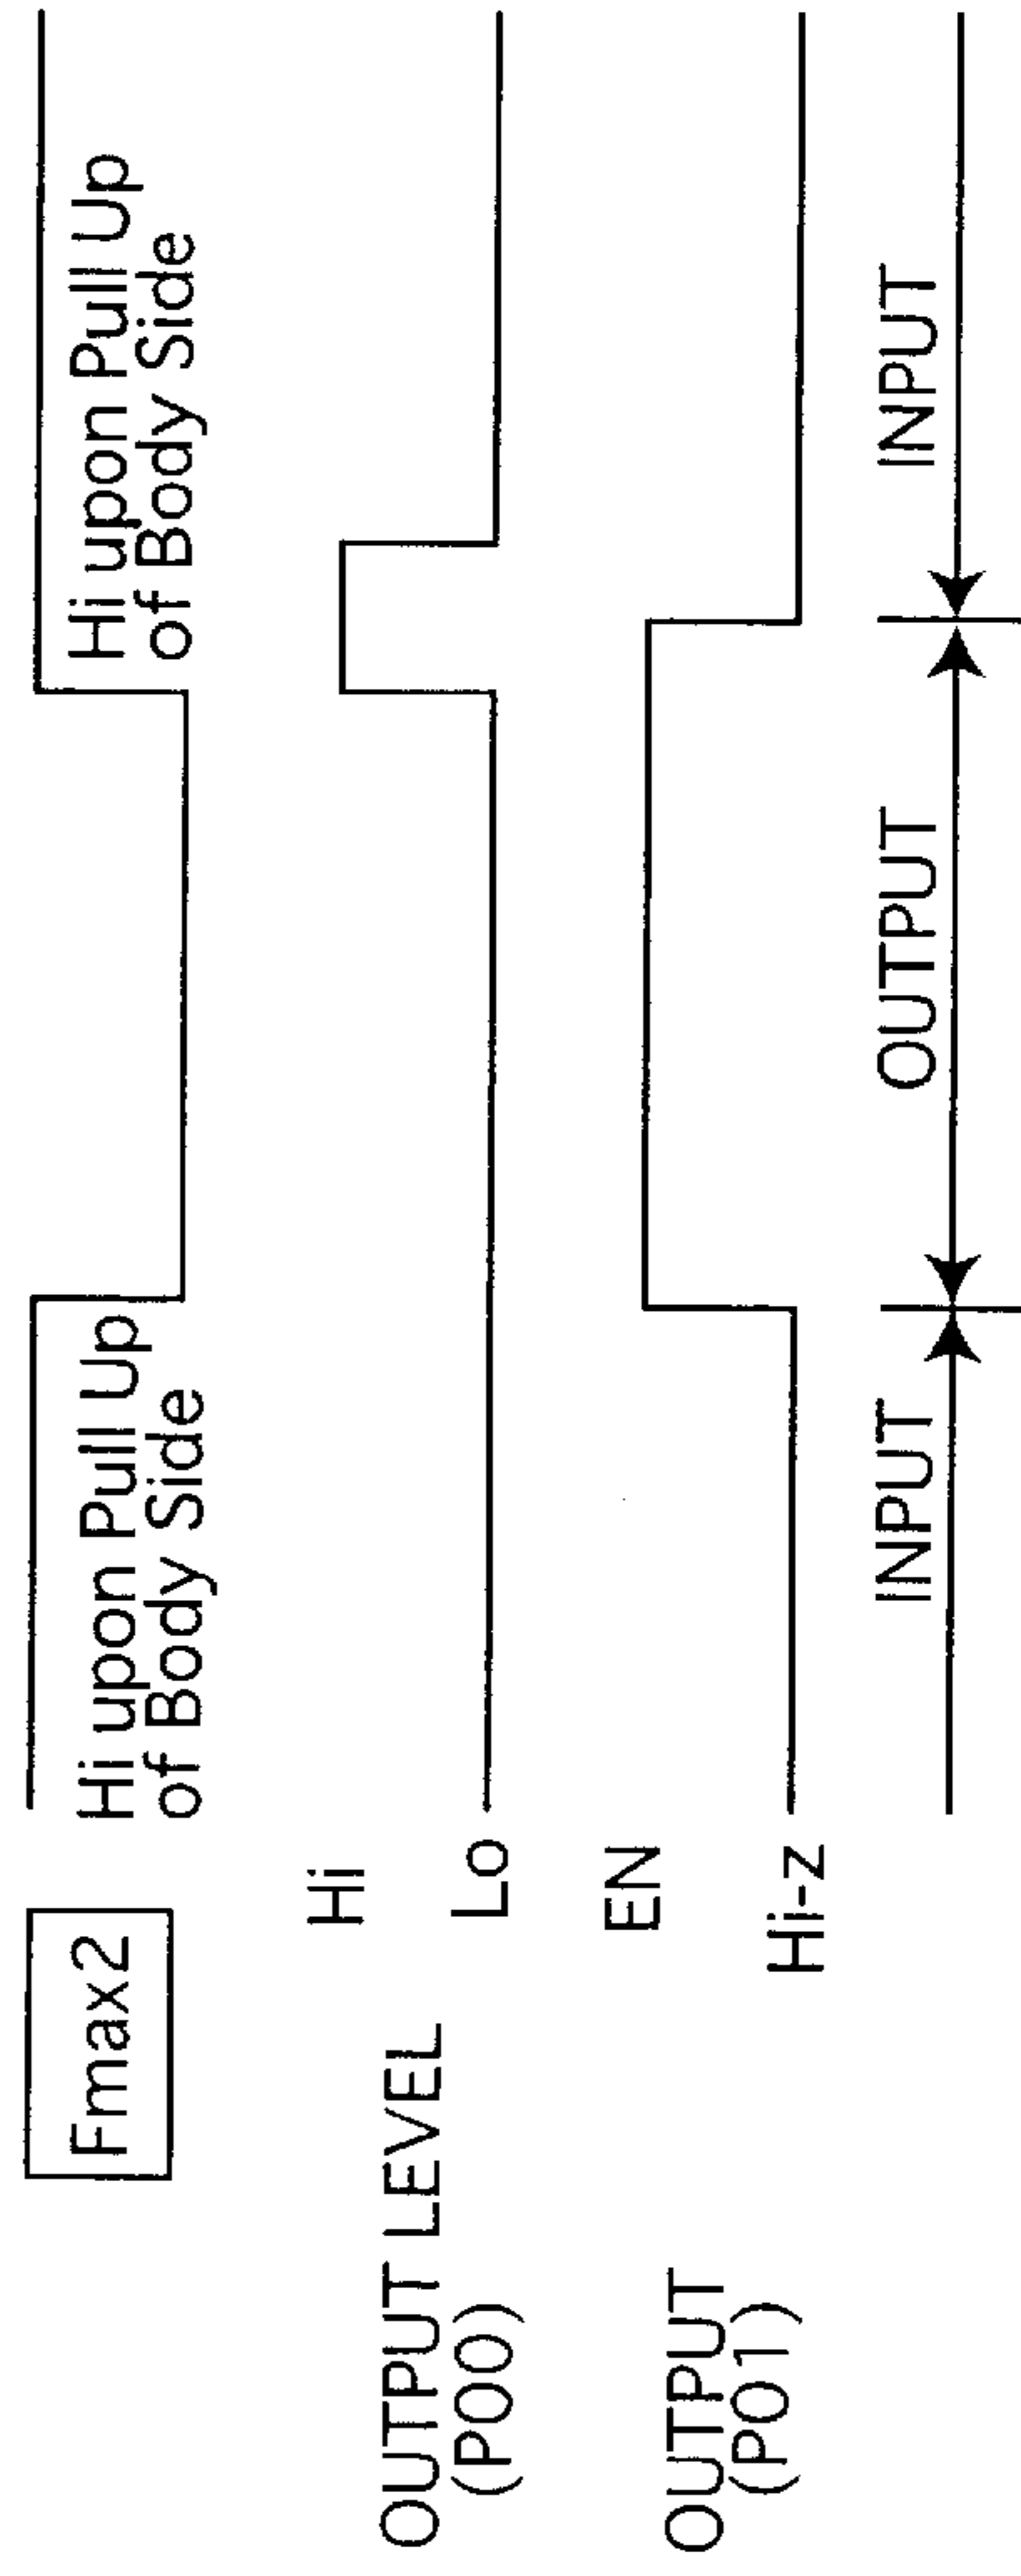 Fmax2
Hi upon Pull Up
of Body Side
Hi upon Pull Up
of Body Side
OUTPUT LEVEL
(P00)
Hi
Lo
OUTPUT
(P01)
EN
Hi-z
INPUT
OUTPUT
INPUT